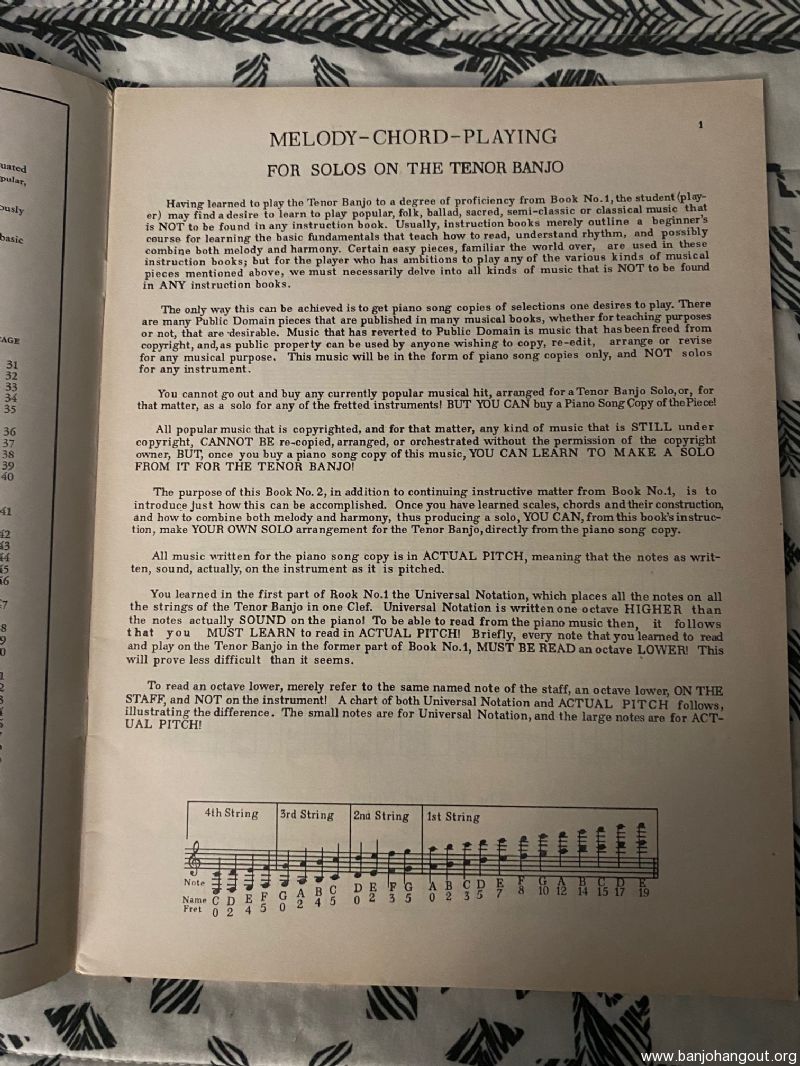 uated
pular,
ously
basic
AGE
31
32
33
34
35
36
37
38
39
40
41
42
43
44
45
46
1
MELODY-CHORD-PLAYING
FOR SOLOS ON THE TENOR BANJO
Having learned to play the Tenor Banjo to a degree of proficiency from Book No.1, the student (play-
er) may find a desire to learn to play popular, folk, ballad, sacred, semi-classic or classical music that
is NOT to be found in any instruction book. Usually, instruction books merely outline a beginner's
course for learning the basic fundamentals that teach how to read, understand rhythm, and possibly
combine both melody and harmony. Certain easy pieces, familiar the world over, are used in these
instruction books; but for the player who has ambitions to play any of the various kinds of musical
pieces mentioned above, we must necessarily delve into all kinds of music that is NOT to be found
in ANY instruction books.
The only way this can be achieved is to get piano song copies of selections one desires to play. There
are many Public Domain pieces that are published in many musical books, whether for teaching purposes
or not, that are desirable. Music that has reverted to Public Domain is music that has been freed from
copyright, and, as public property can be used by anyone wishing to copy, re-edit, arrange or revise
for any musical purpose. This music will be in the form of piano song copies only, and NOT solos
for any instrument.
You cannot go out and buy any currently popular musical hit, arranged for a Tenor Banjo Solo, or, for
that matter, as a solo for any of the fretted instruments! BUT YOU CAN buy a Piano Song Copy of the Piece!
All popular music that is copyrighted, and for that matter, any kind of music that is STILL under
copyright, CANNOT BE re-copied, arranged, or orchestrated without the permission of the copyright
owner, BUT, once you buy a piano song copy of this music, YOU CAN LEARN TO MAKE A SOLO
FROM IT FOR THE TENOR BANJO!
The purpose of this Book No. 2, in addition to continuing instructive matter from Book No.1, is to
introduce just how this can be accomplished. Once you have learned scales, chords and their construction,
and how to combine both melody and harmony, thus producing a solo, YOU CAN, from this book's instruc-
tion, make YOUR OWN SOLO arrangement for the Tenor Banjo, directly from the piano song copy.
All music written for the piano song copy is in ACTUAL PITCH, meaning that the notes as writ-
ten, sound, actually, on the instrument as it is pitched.
You learned in the first part of Rook No.1 the Universal Notation, which places all the notes on all
the strings of the Tenor Banjo in one Clef. Universal Notation is written one octave HIGHER than
the notes actually SOUND on the piano! To be able to read from the piano music then, it follows
that you MUST LEARN to read in ACTUAL PITCH! Briefly, every note that you learned to read
and play on the Tenor Banjo in the former part of Book No.1, MUST BE READ an octave LOWER! This
will prove less difficult than it seems.
To read an octave lower, merely refer to the same named note of the staff, an octave lower, ON THE
STAFF, and NOT on the instrument! A chart of both Universal Notation and ACTUAL PITCH follows,
illustrating the difference. The small notes are for Universal Notation, and the large notes are for ACT-
UAL PITCH!
4th String 3rd String 2nd String 1st String
Note
Name C D E F G A B C D E F G A B C D E F G A B C D E
Fret 0 2 4 5 0 2 4 5 0 2 3 5 0 2 3 5 7 8 10 12 14 15 17 19
www.banjohangout.org